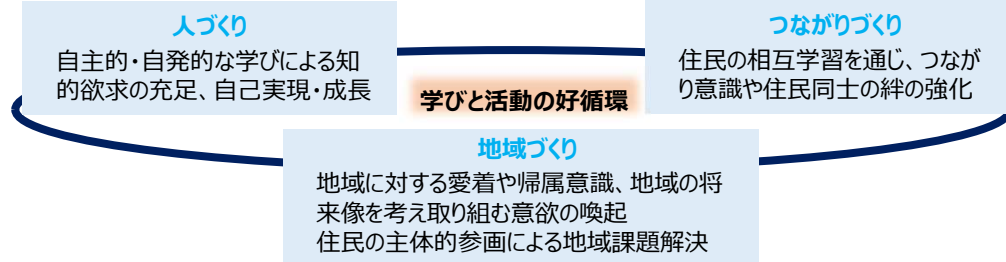 人づくり
自主的・自発的な学びによる知
的欲求の充足、自己実現・成長
つながりづくり
住民の相互学習を通じ、つなが
り意識や住民同士の絆の強化
学びと活動の好循環
地域づくり
地域に対する愛着や帰属意識、地域の将
来像を考え取り組む意欲の喚起
住民の主体的参画による地域課題解決